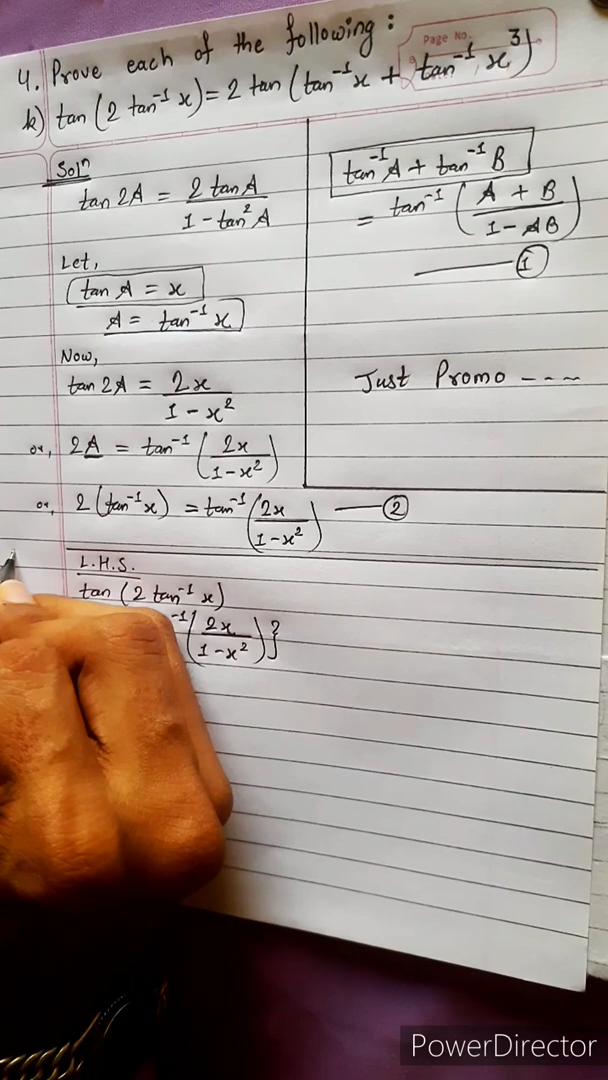 Page No.
4. Prove each of the following :
k) tan (2 tan⁻¹ x) = 2 tan (tan⁻¹ x + tan⁻¹ x³)
Solⁿ
tan 2A = 2 tan A / 1 - tan² A
Let,
tan A = x
A = tan⁻¹ x
Now,
tan 2A = 2x / 1 - x²
or, 2A = tan⁻¹ (2x / 1-x²)
or, 2 (tan⁻¹ x) = tan⁻¹ (2x / 1-x²) — ②
tan⁻¹ A + tan⁻¹ B
= tan⁻¹ (A + B / 1 - AB)
— ①
Just Promo ----
L.H.S.
tan (2 tan⁻¹ x)
⁻¹ (2x / 1-x²)}
PowerDirector